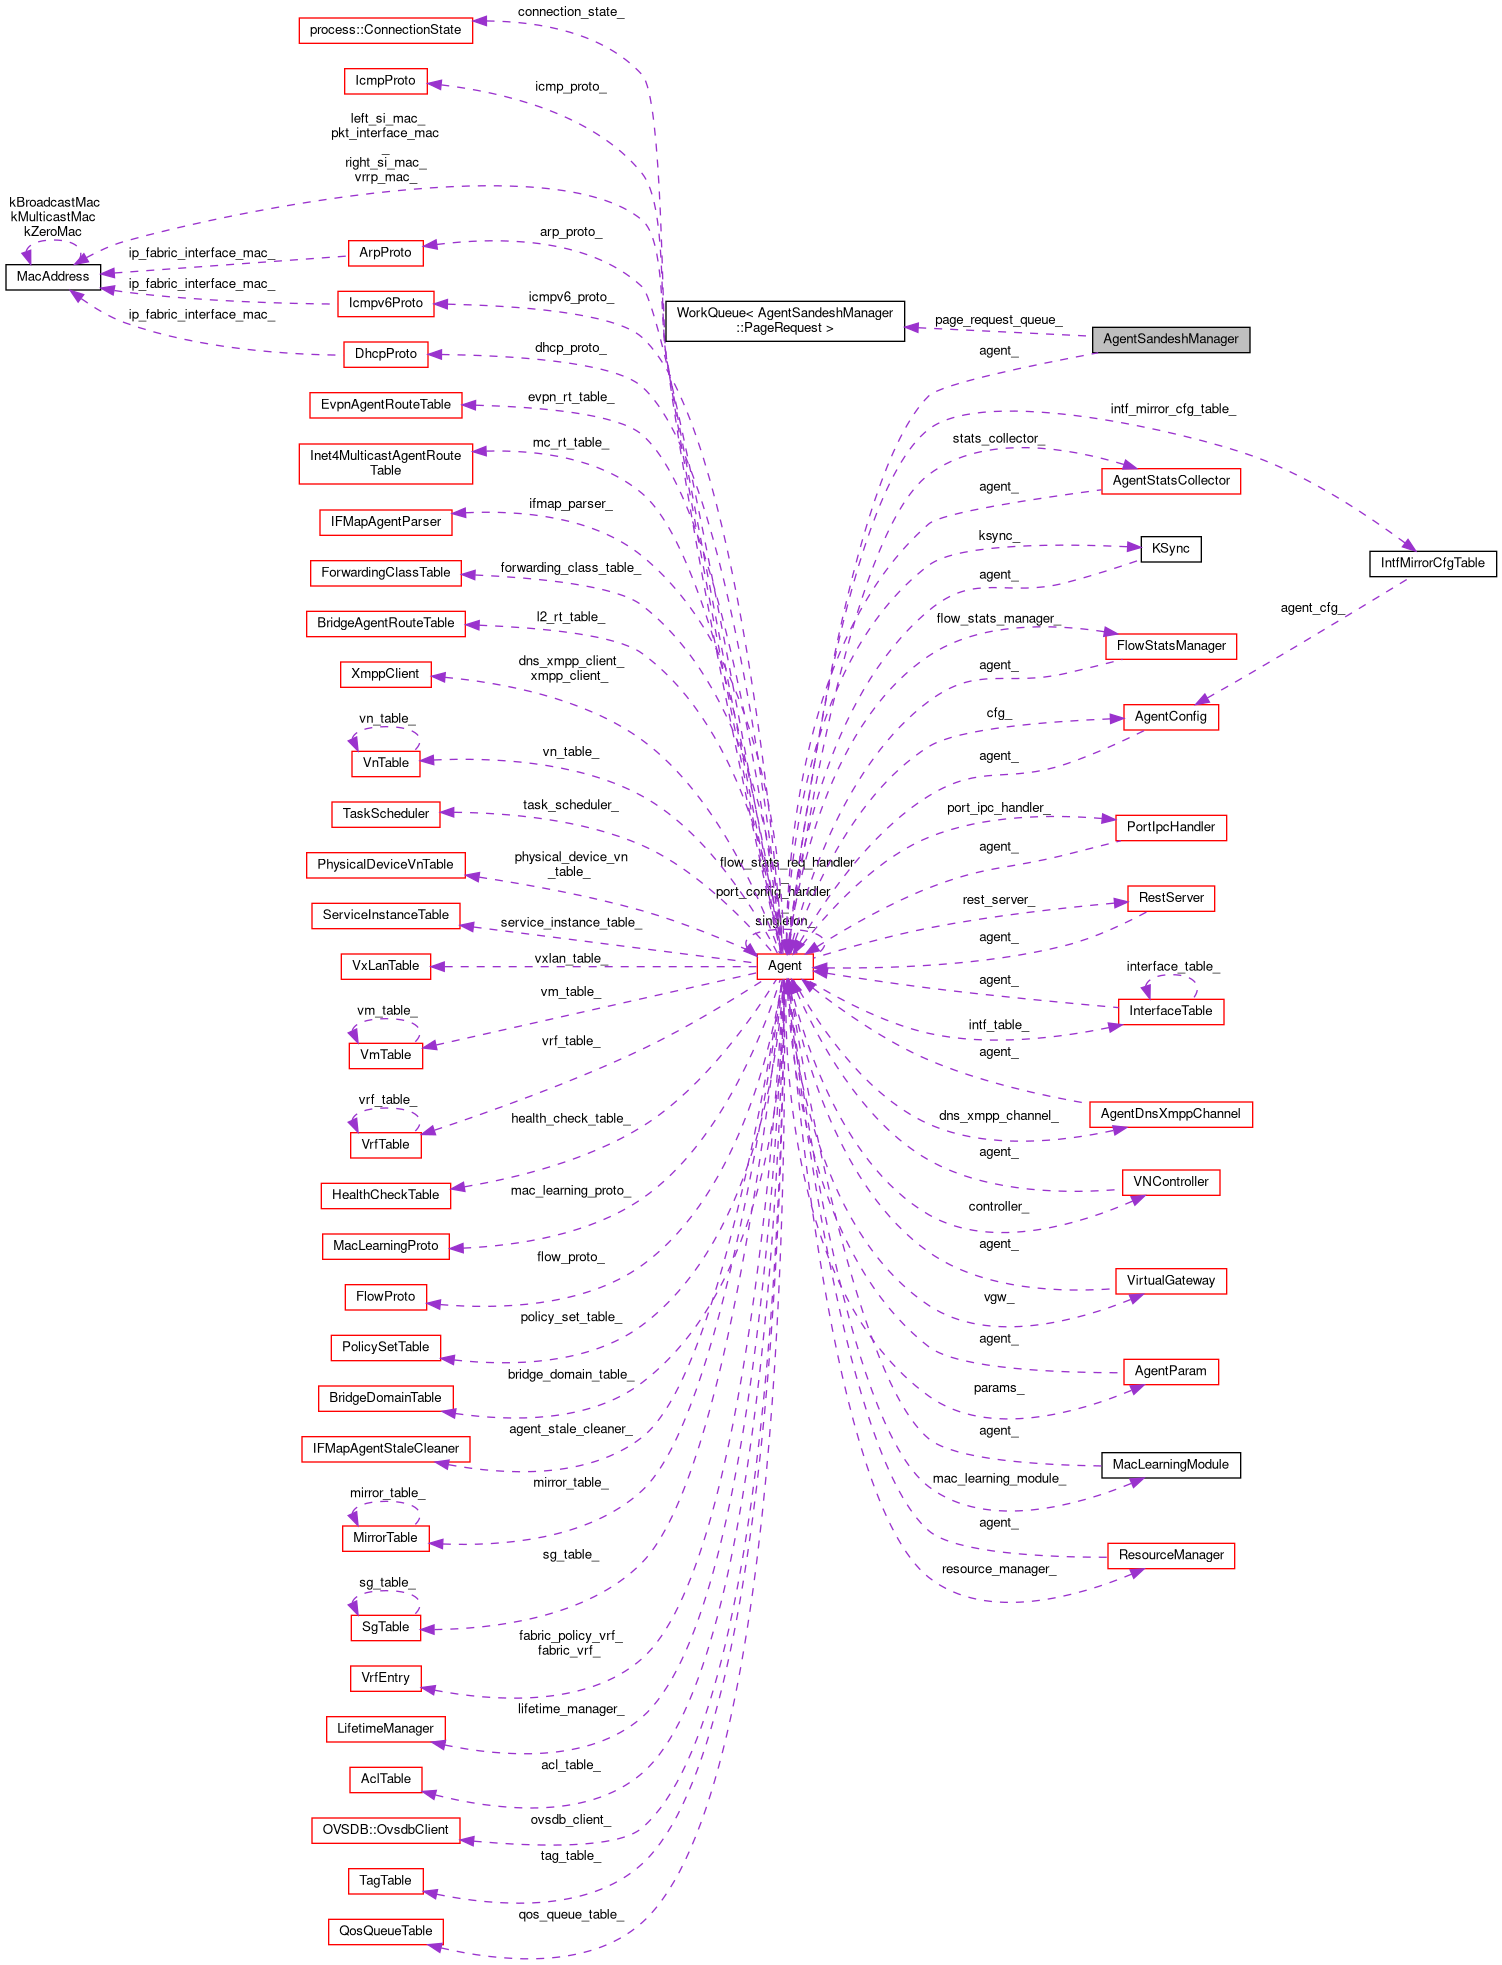 connection_state_
process::ConnectionState
IcmpProto
icmp_proto_
left_si_mac_
pkt_interface_mac
_
right_si_mac_
vrrp_mac_
kBroadcastMac
kMulticastMac
kZeroMac
MacAddress
ip_fabric_interface_mac_
ArpProto
arp_proto_
ip_fabric_interface_mac_
Icmpv6Proto
icmpv6_proto_
ip_fabric_interface_mac_
DhcpProto
dhcp_proto_
WorkQueue< AgentSandeshManager
::PageRequest >
page_request_queue_
AgentSandeshManager
agent_
EvpnAgentRouteTable
evpn_rt_table_
intf_mirror_cfg_table_
Inet4MulticastAgentRoute
Table
mc_rt_table_
stats_collector_
AgentStatsCollector
agent_
IFMapAgentParser
ifmap_parser_
ksync_
KSync
agent_
IntfMirrorCfgTable
agent_cfg_
ForwardingClassTable
forwarding_class_table_
BridgeAgentRouteTable
l2_rt_table_
flow_stats_manager_
FlowStatsManager
agent_
XmppClient
dns_xmpp_client_
xmpp_client_
cfg_
AgentConfig
agent_
vn_table_
VnTable
vn_table_
TaskScheduler
task_scheduler_
port_ipc_handler_
PortIpcHandler
agent_
PhysicalDeviceVnTable
physical_device_vn
_table_
flow_stats_req_handler
_
port_config_handler
_
singleton_
Agent
rest_server_
RestServer
agent_
ServiceInstanceTable
service_instance_table_
VxLanTable
vxlan_table_
agent_
interface_table_
InterfaceTable
intf_table_
vm_table_
VmTable
vm_table_
vrf_table_
VrfTable
vrf_table_
agent_
AgentDnsXmppChannel
dns_xmpp_channel_
HealthCheckTable
health_check_table_
agent_
VNController
controller_
MacLearningProto
mac_learning_proto_
FlowProto
flow_proto_
agent_
VirtualGateway
vgw_
PolicySetTable
policy_set_table_
agent_
AgentParam
params_
BridgeDomainTable
bridge_domain_table_
IFMapAgentStaleCleaner
agent_stale_cleaner_
agent_
MacLearningModule
mac_learning_module_
mirror_table_
MirrorTable
mirror_table_
agent_
ResourceManager
resource_manager_
sg_table_
SgTable
sg_table_
VrfEntry
fabric_policy_vrf_
fabric_vrf_
LifetimeManager
lifetime_manager_
AclTable
acl_table_
OVSDB::OvsdbClient
ovsdb_client_
TagTable
tag_table_
QosQueueTable
qos_queue_table_